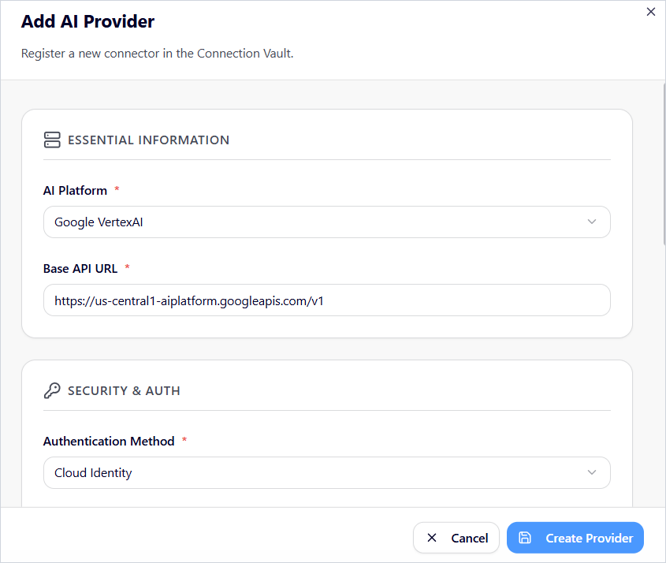 Add AI Provider
Register a new connector in the Connection Vault.
ESSENTIAL INFORMATION
AI Platform *
Google VertexAI
Base API URL *
https://us-central1-aiplatform.googleapis.com/v1
SECURITY & AUTH
Authentication Method *
Cloud Identity
Cancel
Create Provider